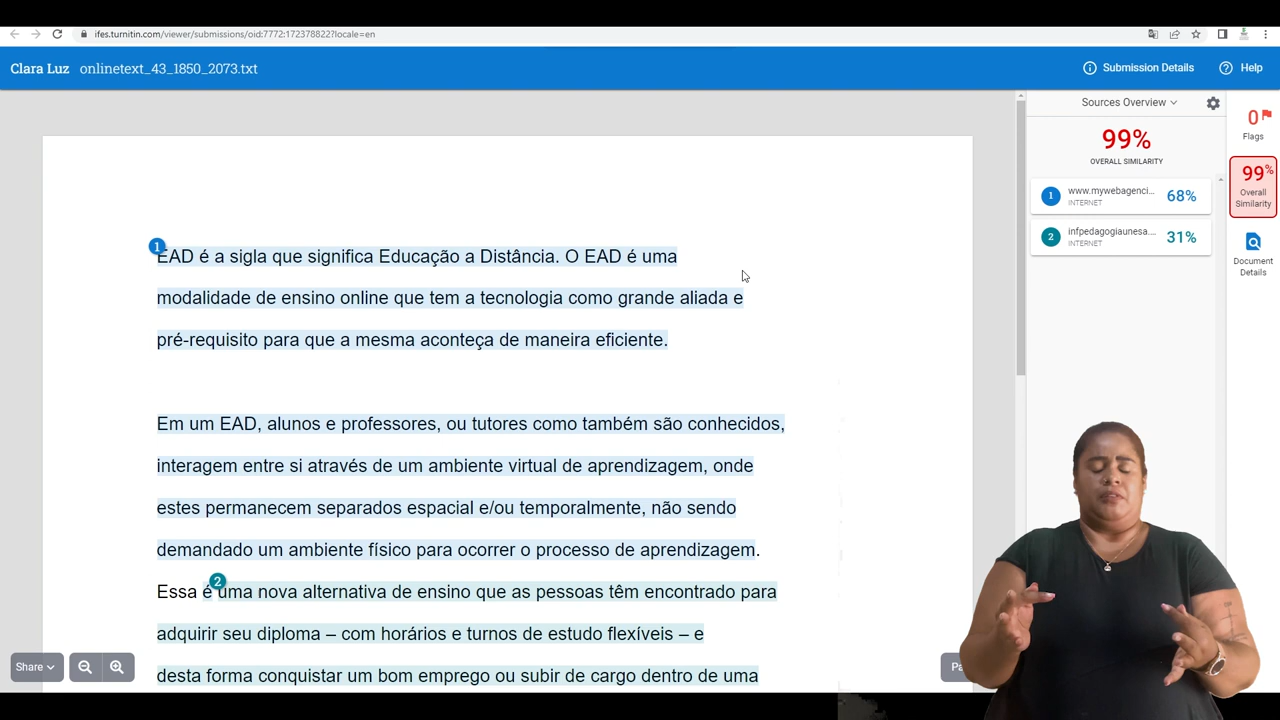 ifes.turnitin.com/viewer/submissions/oid:7772:172378822?locale=en
Clara Luz onlinetext_43_1850_2073.txt
Submission Details
Help
Sources Overview
99%
OVERALL SIMILARITY
1 www.mywebagenci... 68%
INTERNET
2 infpedagogiaunesa.... 31%
INTERNET
0
Flags
99%
Overall
Similarity
Document
Details
1
EAD é a sigla que significa Educação a Distância. O EAD é uma
modalidade de ensino online que tem a tecnologia como grande aliada e
pré-requisito para que a mesma aconteça de maneira eficiente.
Em um EAD, alunos e professores, ou tutores como também são conhecidos,
interagem entre si através de um ambiente virtual de aprendizagem, onde
estes permanecem separados espacial e/ou temporalmente, não sendo
demandado um ambiente físico para ocorrer o processo de aprendizagem.
2
Essa é uma nova alternativa de ensino que as pessoas têm encontrado para
adquirir seu diploma – com horários e turnos de estudo flexíveis – e
desta forma conquistar um bom emprego ou subir de cargo dentro de uma
Share